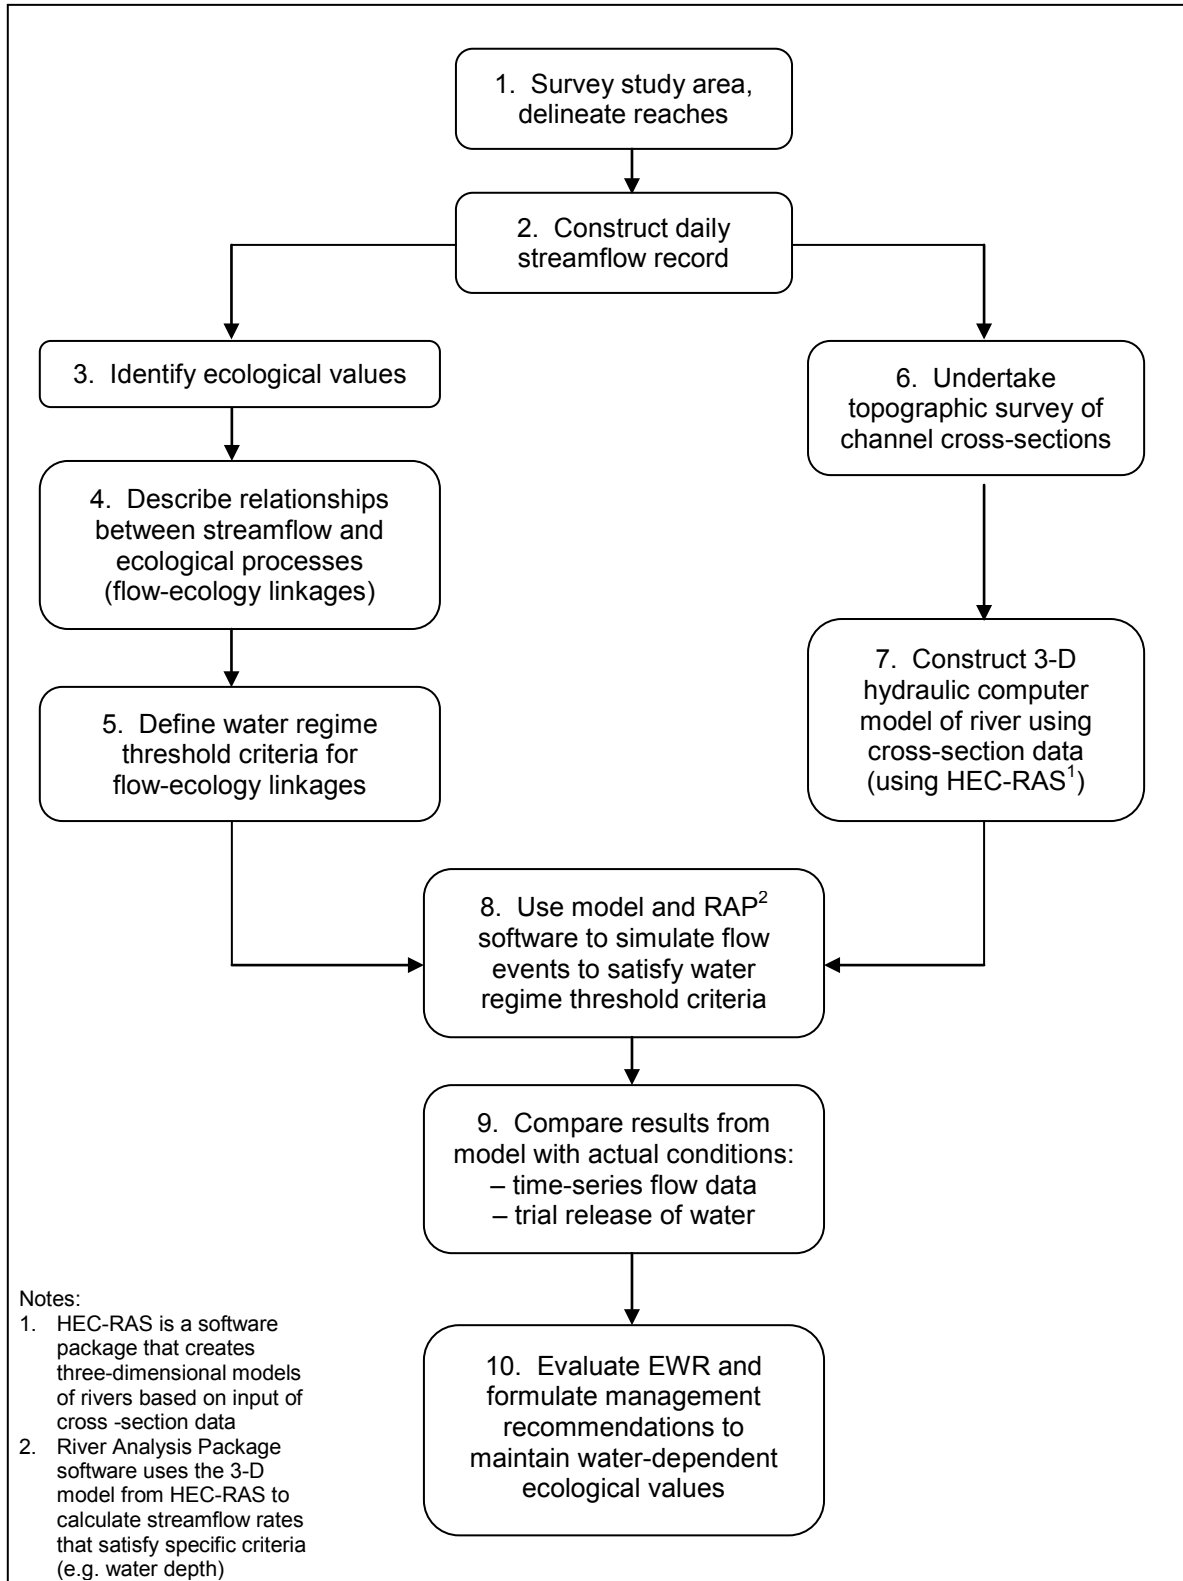 1. Survey study area,
delineate reaches
2. Construct daily
streamflow record
3. Identify ecological values
4. Describe relationships
between streamflow and
ecological processes
(flow-ecology linkages)
5. Define water regime
threshold criteria for
flow-ecology linkages
6. Undertake
topographic survey of
channel cross-sections
7. Construct 3-D
hydraulic computer
model of river using
cross-section data
(using HEC-RAS¹)
8. Use model and RAP²
software to simulate flow
events to satisfy water
regime threshold criteria
9. Compare results from
model with actual conditions:
– time-series flow data
– trial release of water
10. Evaluate EWR and
formulate management
recommendations to
maintain water-dependent
ecological values
Notes:
1. HEC-RAS is a software
package that creates
three-dimensional models
of rivers based on input of
cross -section data
2. River Analysis Package
software uses the 3-D
model from HEC-RAS to
calculate streamflow rates
that satisfy specific criteria
(e.g. water depth)